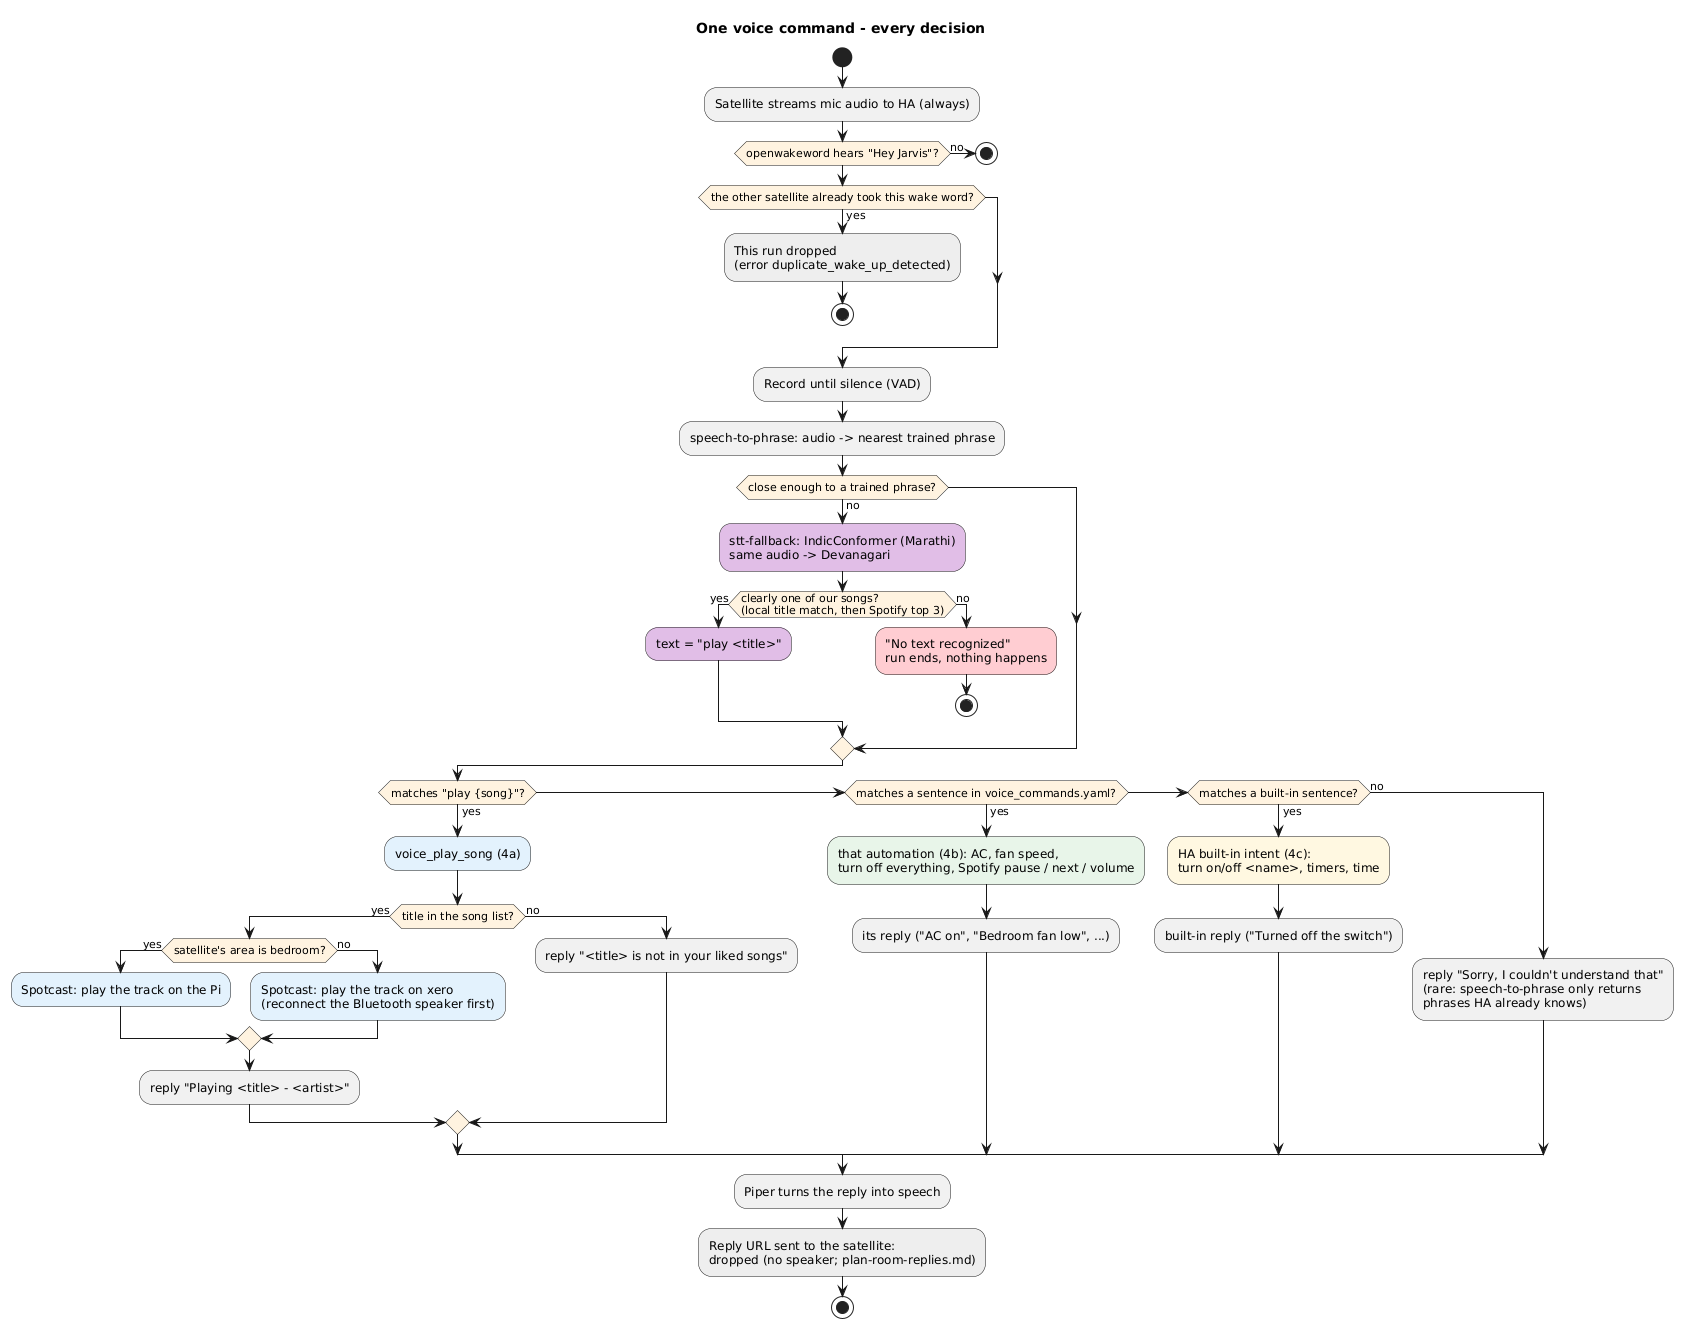 One voice command - every decision
Satellite streams mic audio to HA (always)
openwakeword hears "Hey Jarvis"?
no
the other satellite already took this wake word?
yes
This run dropped
(error duplicate_wake_up_detected)
Record until silence (VAD)
speech-to-phrase: audio -> nearest trained phrase
close enough to a trained phrase?
no
stt-fallback: IndicConformer (Marathi)
same audio -> Devanagari
yes
clearly one of our songs?
(local title match, then Spotify top 3)
no
text = "play <title>"
"No text recognized"
run ends, nothing happens
matches "play {song}"?
yes
matches a sentence in voice_commands.yaml?
yes
matches a built-in sentence?
yes
no
voice_play_song (4a)
that automation (4b): AC, fan speed,
turn off everything, Spotify pause / next / volume
HA built-in intent (4c):
turn on/off <name>, timers, time
yes
title in the song list?
no
its reply ("AC on", "Bedroom fan low", ...)
built-in reply ("Turned off the switch")
yes
satellite's area is bedroom?
no
reply "<title> is not in your liked songs"
Spotcast: play the track on the Pi
Spotcast: play the track on xero
(reconnect the Bluetooth speaker first)
reply "Sorry, I couldn't understand that"
(rare: speech-to-phrase only returns
phrases HA already knows)
reply "Playing <title> - <artist>"
Piper turns the reply into speech
Reply URL sent to the satellite:
dropped (no speaker; plan-room-replies.md)